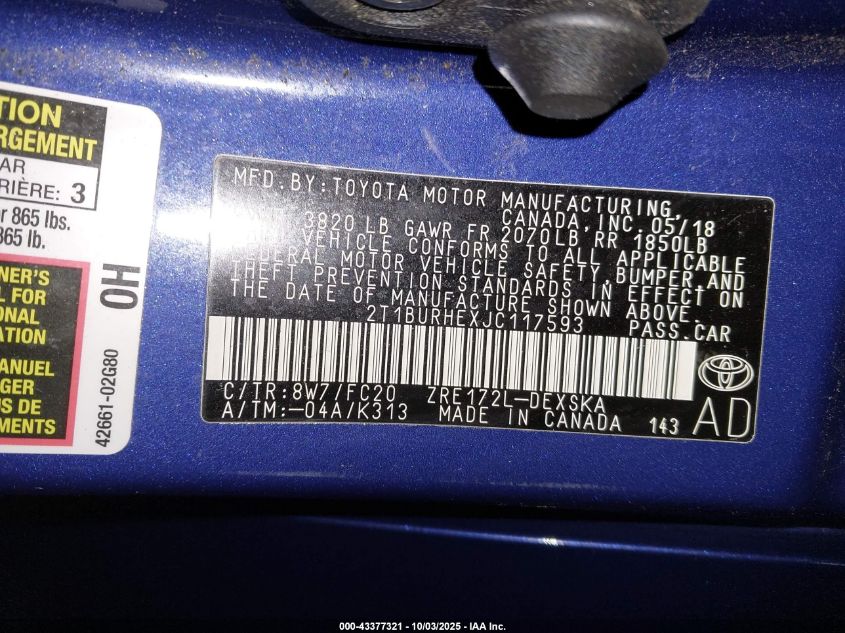 TION
RGEMENT
AR
RIÈRE: 3
r 865 lbs.
865 lb.
NER'S
L FOR
ONAL
ATION
MANUEL
GER
US DE
EMENTS
OH
42661-02G80
MFD. BY: TOYOTA MOTOR MANUFACTURING,
CANADA, INC. 05/18
3820 LB GAWR FR 2070LB RR 1850LB
VEHICLE CONFORMS TO ALL APPLICABLE
FEDERAL MOTOR VEHICLE SAFETY, BUMPER, AND
THEFT PREVENTION STANDARDS IN EFFECT ON
THE DATE OF MANUFACTURE SHOWN ABOVE.
2T1BURHEXJC117593 PASS.CAR
C/TR:8W7/FC20 ZRE172L-DEXSKA
A/TM:-04A/K313 MADE IN CANADA 143
AD
000-43377321 - 10/03/2025 - IAA Inc.